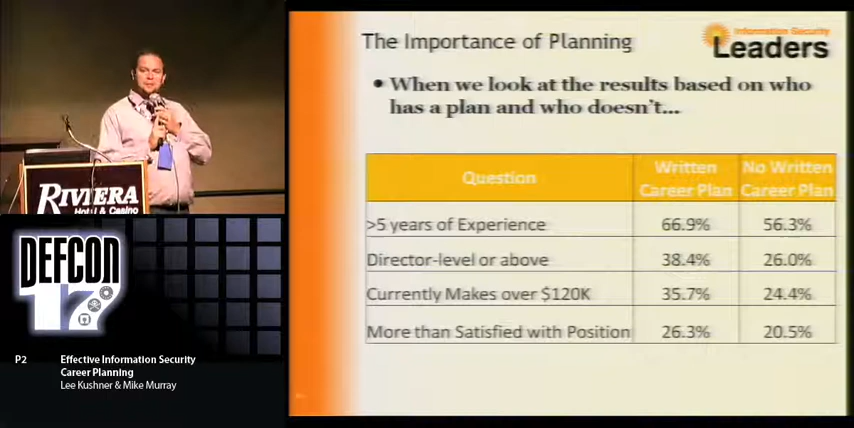 The Importance of Planning
Information Security
Leaders
• When we look at the results based on who
has a plan and who doesn't...
Question
Written
Career Plan
No Written
Career Plan
>5 years of Experience 66.9% 56.3%
Director-level or above 38.4% 26.0%
Currently Makes over $120K 35.7% 24.4%
More than Satisfied with Position 26.3% 20.5%
RIVIERA
Hotel & Casino
DEFCON
17
P2 Effective Information Security
Career Planning
Lee Kushner & Mike Murray